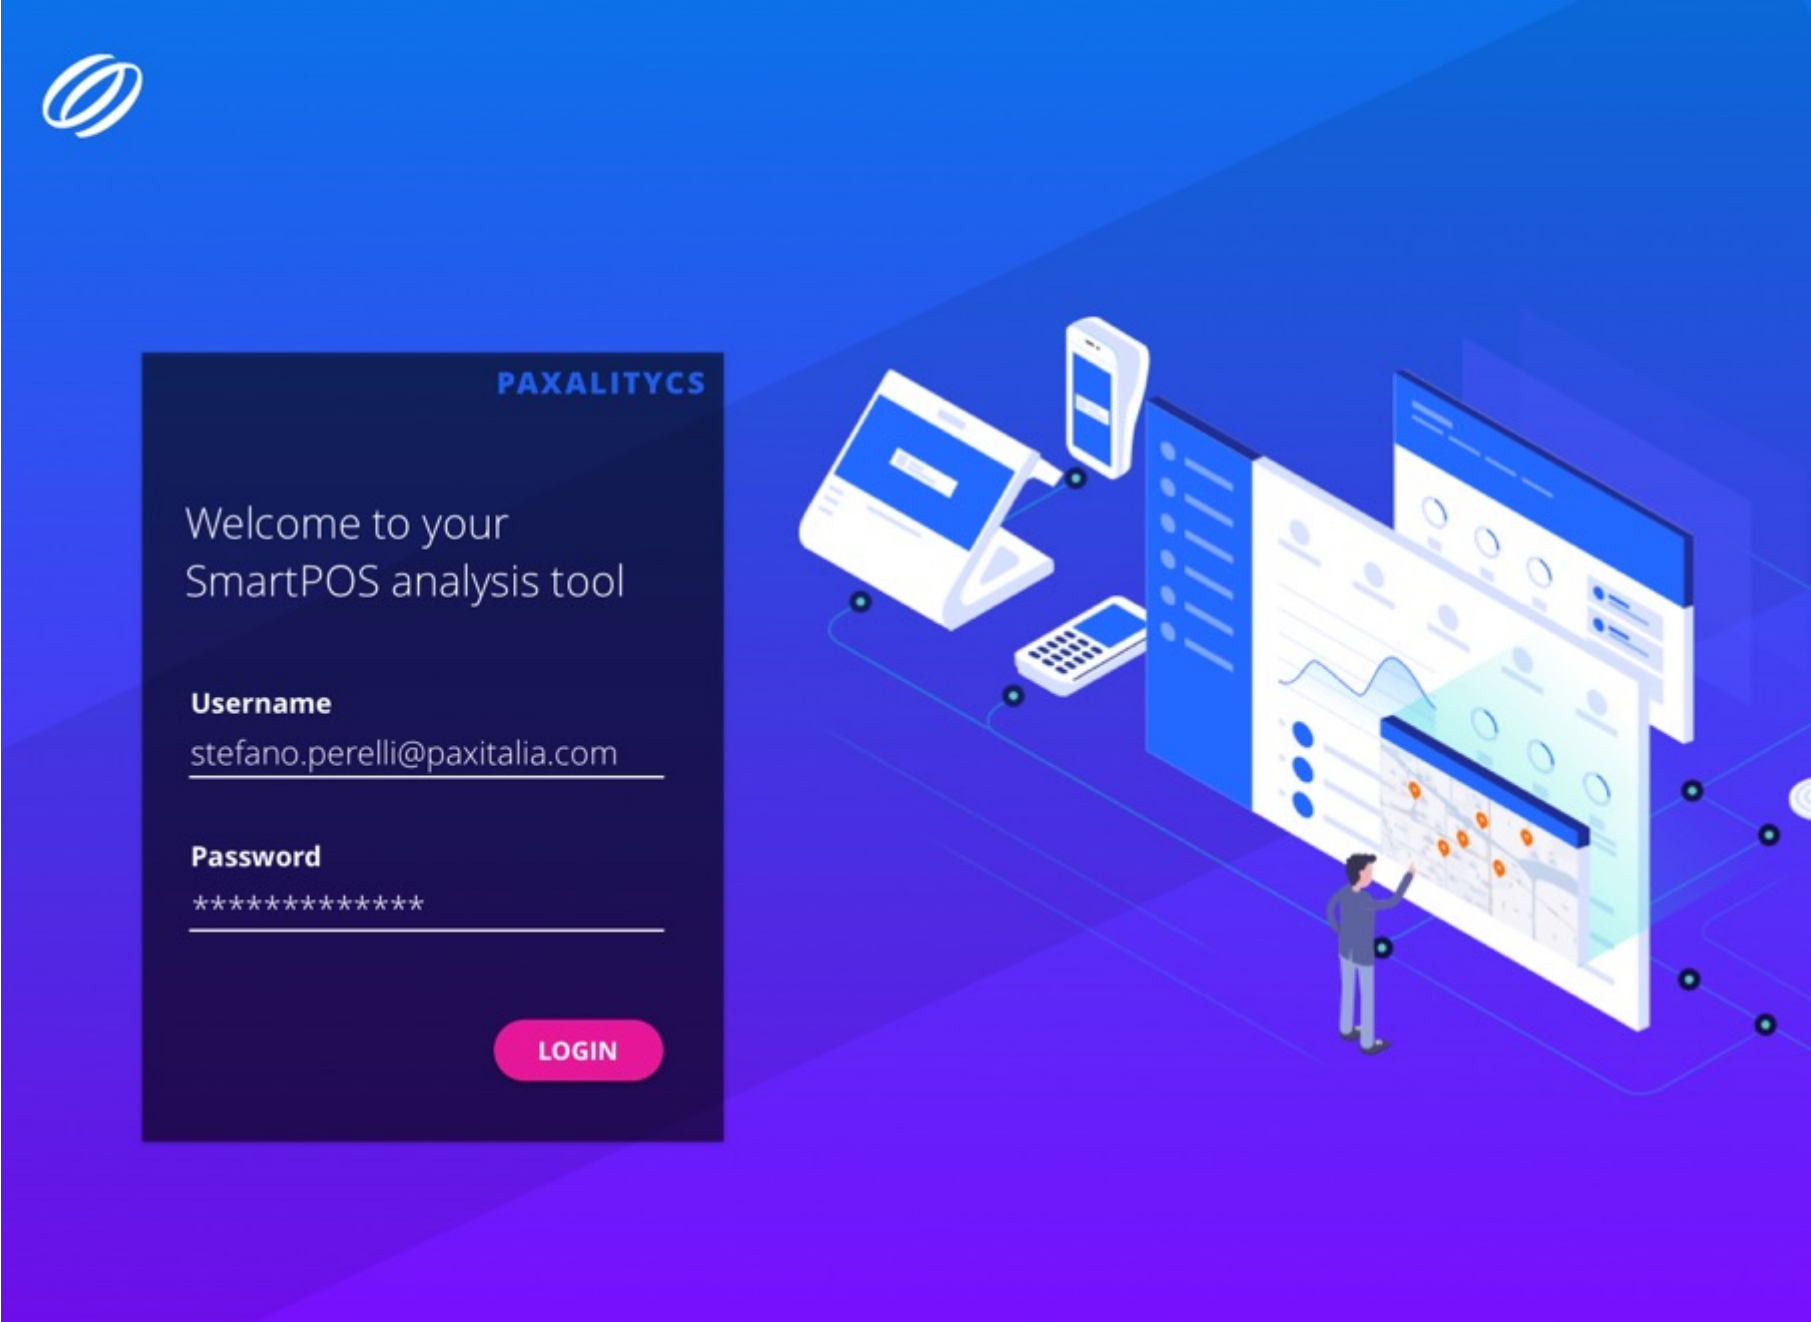 PAXALITYCS
Welcome to your
SmartPOS analysis tool
Username
stefano.perelli@paxitalia.com
Password
*************
LOGIN